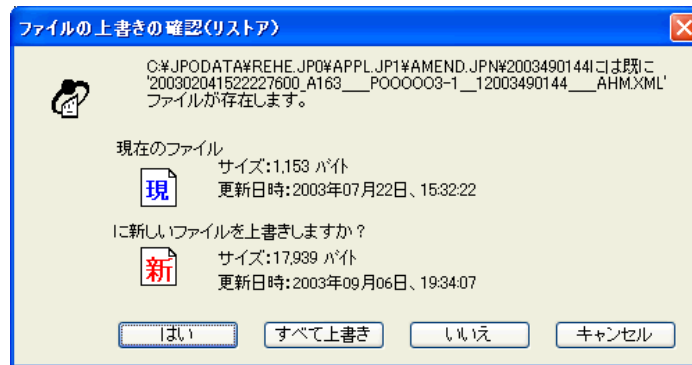 ファイルの上書きの確認(リストア)
C:¥JPODATA¥REHE.JP0¥APPL.JP1¥AMEND.JPN¥2003490144には既に
'200302041522227600_A163___P000003-1__12003490144___AHM.XML'
ファイルが存在します。
現在のファイル
現
サイズ:1,153 バイト
更新日時:2003年07月22日、15:32:22
に新しいファイルを上書きしますか?
新
サイズ:17,939 バイト
更新日時:2003年09月06日、19:34:07
はい すべて上書き いいえ キャンセル